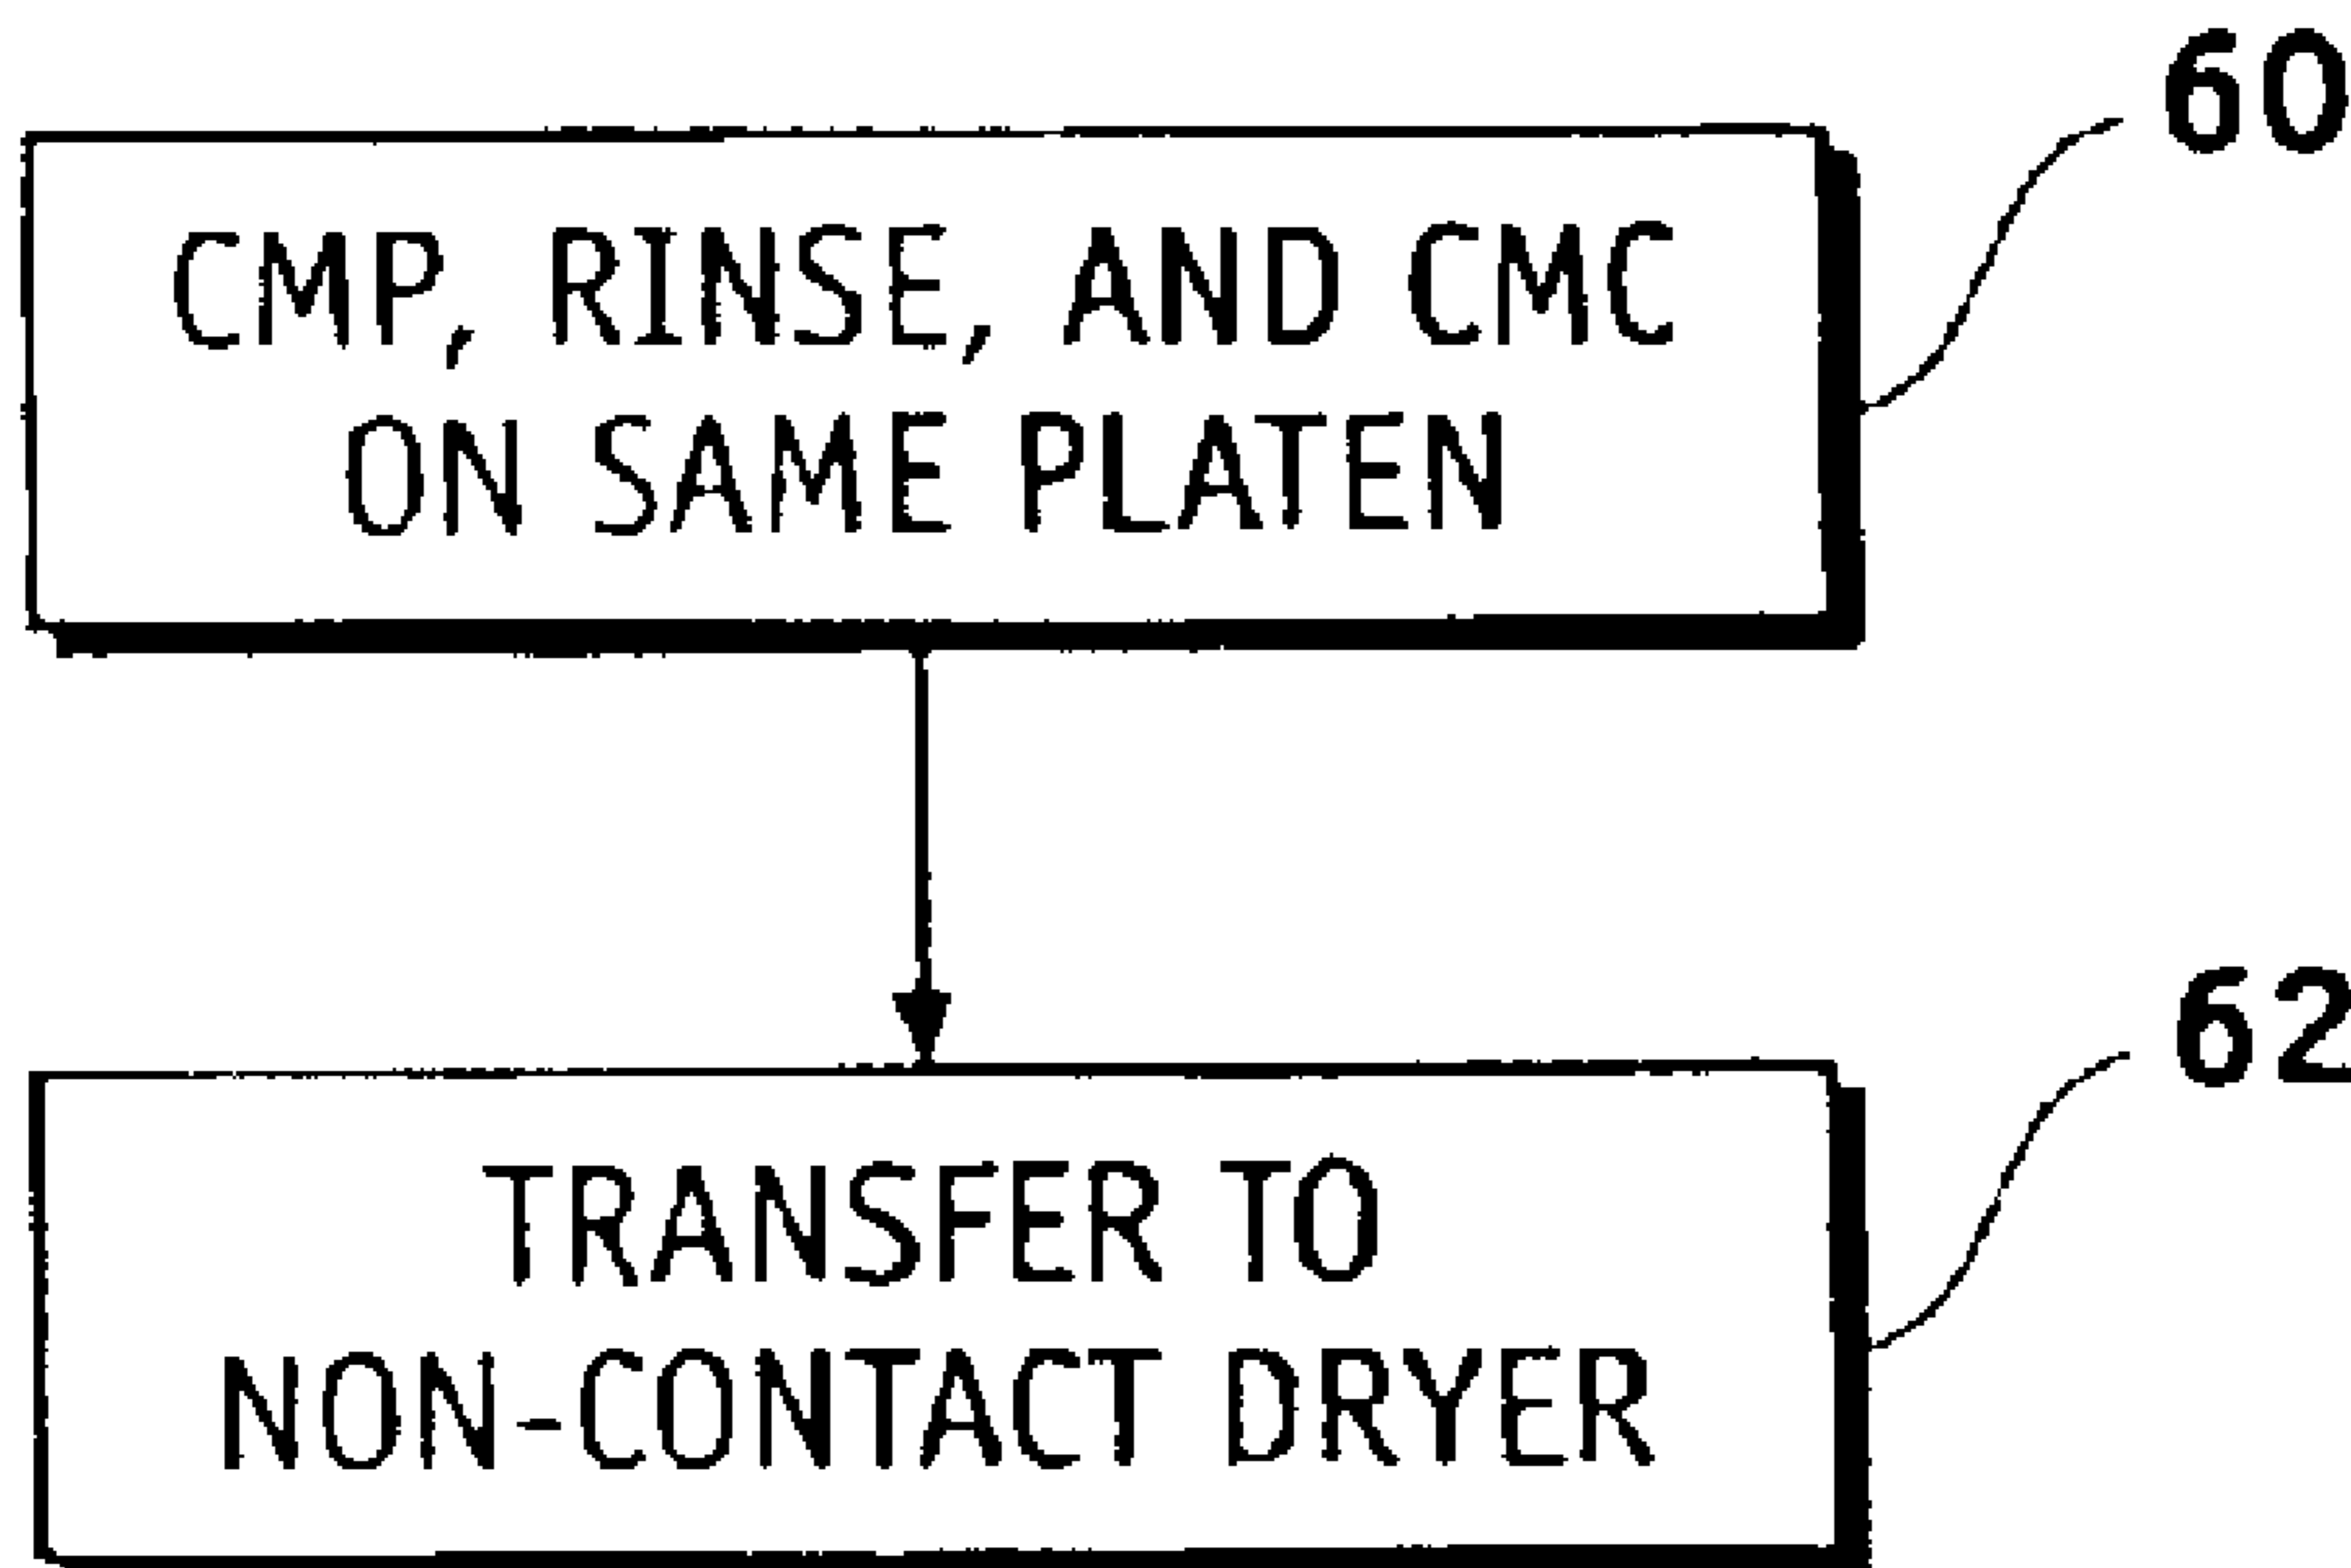 60
CMP, RINSE, AND CMC
ON SAME PLATEN
62
TRANSFER TO
NON-CONTACT DRYER